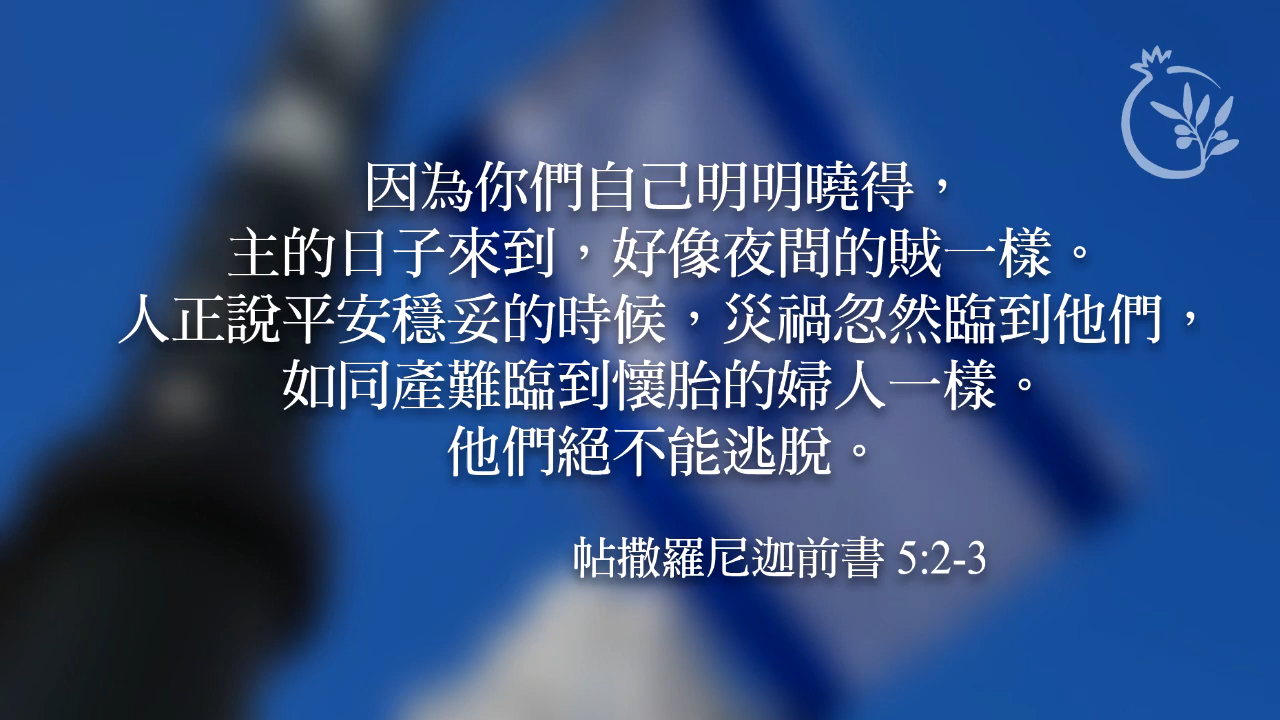 因為你們自己明明曉得，
主的日子來到，好像夜間的賊一樣。
人正說平安穩妥的時候，災禍忽然臨到他們，
如同產難臨到懷胎的婦人一樣。
他們絕不能逃脫。
帖撒羅尼迦前書 5:2-3